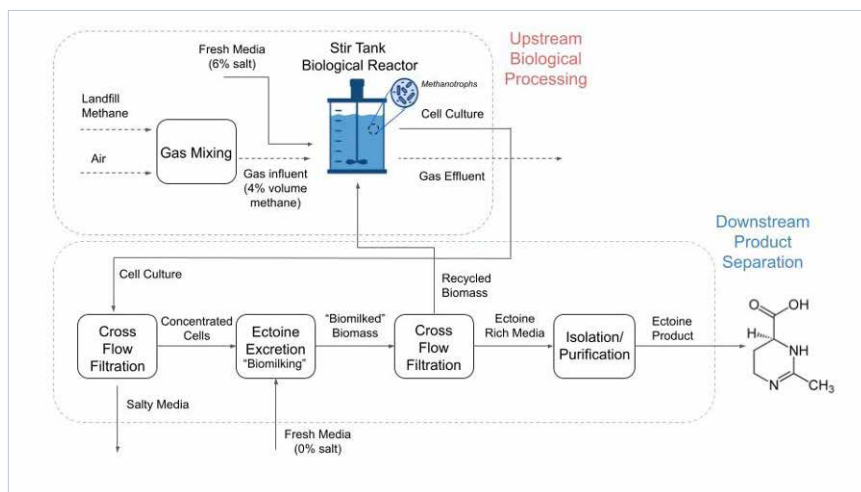 Fresh Media
(6% salt)
Stir Tank
Biological Reactor
Methanotrophs
Upstream
Biological
Processing
Landfill
Methane
Air
Gas Mixing
Gas influent
(4% volume
methane)
Cell Culture
Gas Effluent
Downstream
Product
Separation
Cell Culture
Recycled
Biomass
Cross
Flow
Filtration
Concentrated
Cells
Ectoine
Excretion
"Biomilking"
"Biomilked"
Biomass
Cross
Flow
Filtration
Ectoine
Rich Media
Isolation/
Purification
Ectoine
Product
Salty Media
Fresh Media
(0% salt)
O
OH
H
NH
N
CH₃